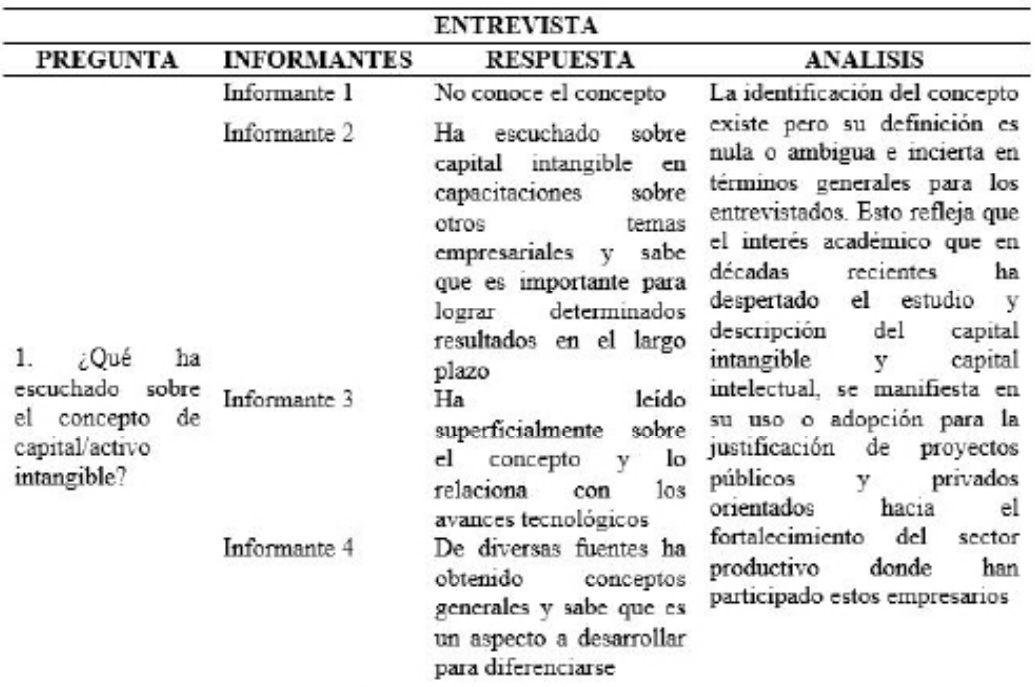 ENTREVISTA
PREGUNTA INFORMANTES RESPUESTA ANALISIS
1. ¿Qué ha
escuchado sobre
el concepto de
capital/activo
intangible?
Informante 1
No conoce el concepto
Informante 2
Ha escuchado sobre
capital intangible en
capacitaciones sobre
otros temas
empresariales y sabe
que es importante para
lograr determinados
resultados en el largo
plazo
Informante 3
Ha leído
superficialmente sobre
el concepto y lo
relaciona con los
avances tecnológicos
Informante 4
De diversas fuentes ha
obtenido conceptos
generales y sabe que es
un aspecto a desarrollar
para diferenciarse
La identificación del concepto
existe pero su definición es
nula o ambigua e incierta en
términos generales para los
entrevistados. Esto refleja que
el interés académico que en
décadas recientes ha
despertado el estudio y
descripción del capital
intangible y capital
intelectual, se manifiesta en
su uso o adopción para la
justificación de proyectos
públicos y privados
orientados hacia el
fortalecimiento del sector
productivo donde han
participado estos empresarios